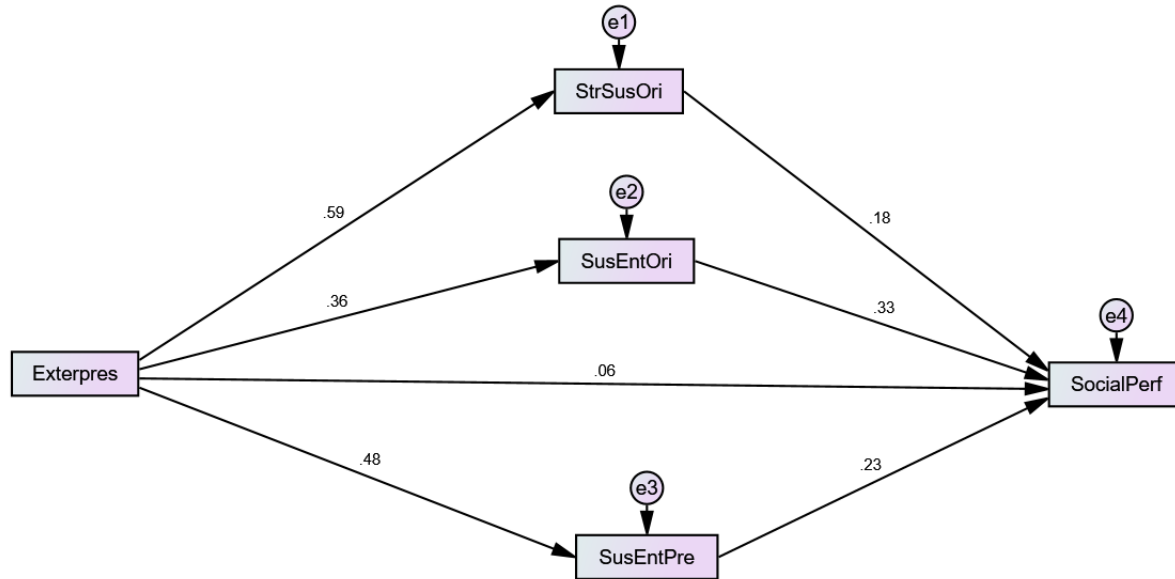 e1
StrSusOri
e2
.59
.18
SusEntOri
.36
.33
e4
Exterpres
.06
SocialPerf
.48
.23
e3
SusEntPre